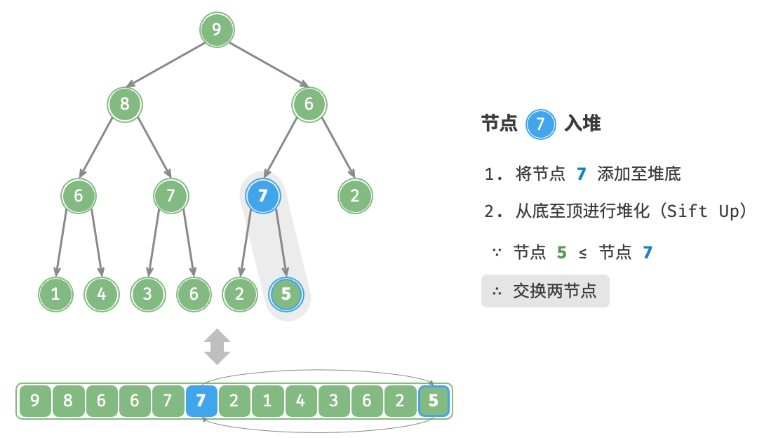 9
8 6
6 7 7 2
1 4 3 6 2 5
9 8 6 6 7 7 2 1 4 3 6 2 5
节点 7 入堆
1. 将节点 7 添加至堆底
2. 从底至顶进行堆化（Sift Up）
∵ 节点 5 ≤ 节点 7
∴ 交换两节点